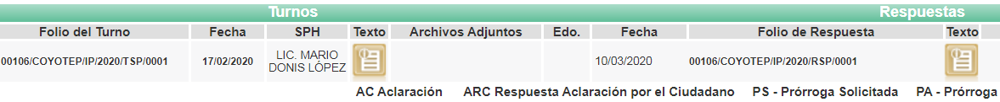 Turnos Respuestas
Folio del Turno Fecha SPH Texto Archivos Adjuntos Edo. Fecha Folio de Respuesta Texto
00106/COYOTEP/IP/2020/TSP/0001 17/02/2020 LIC. MARIO DONIS LÓPEZ 10/03/2020 00106/COYOTEP/IP/2020/RSP/0001
AC Aclaración ARC Respuesta Aclaración por el Ciudadano PS - Prórroga Solicitada PA - Prórroga